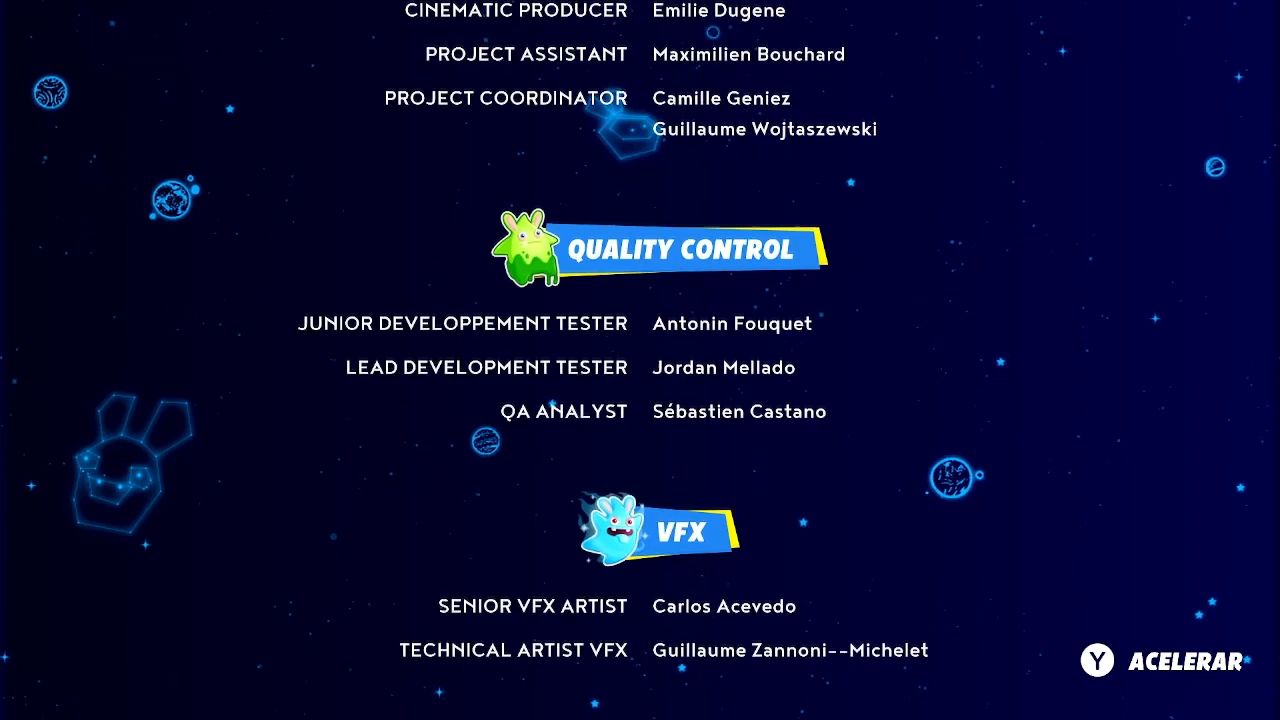 CINEMATIC PRODUCER Emilie Dugene
PROJECT ASSISTANT Maximilien Bouchard
PROJECT COORDINATOR Camille Geniez
Guillaume Wojtaszewski
QUALITY CONTROL
JUNIOR DEVELOPPEMENT TESTER Antonin Fouquet
LEAD DEVELOPMENT TESTER Jordan Mellado
QA ANALYST Sébastien Castano
VFX
SENIOR VFX ARTIST Carlos Acevedo
TECHNICAL ARTIST VFX Guillaume Zannoni--Michelet
Y ACELERAR